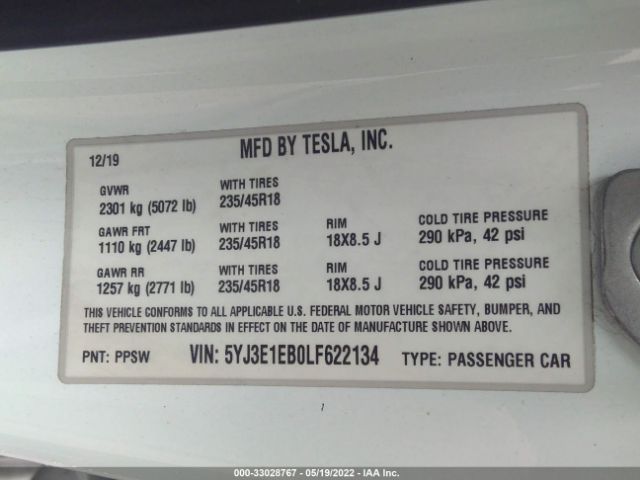 12/19 MFD BY TESLA, INC.
GVWR WITH TIRES
2301 kg (5072 lb) 235/45R18
GAWR FRT WITH TIRES RIM COLD TIRE PRESSURE
1110 kg (2447 lb) 235/45R18 18X8.5 J 290 kPa, 42 psi
GAWR RR WITH TIRES RIM COLD TIRE PRESSURE
1257 kg (2771 lb) 235/45R18 18X8.5 J 290 kPa, 42 psi
THIS VEHICLE CONFORMS TO ALL APPLICABLE U.S. FEDERAL MOTOR VEHICLE SAFETY, BUMPER, AND
THEFT PREVENTION STANDARDS IN EFFECT ON THE DATE OF MANUFACTURE SHOWN ABOVE.
PNT: PPSW VIN: 5YJ3E1EB0LF622134 TYPE: PASSENGER CAR
000-33028767 - 05/19/2022 - IAA Inc.